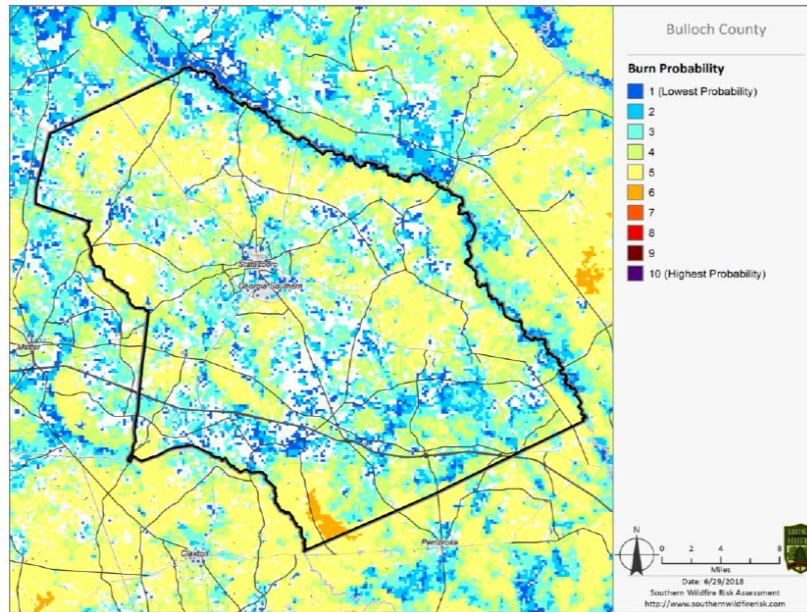 Bulloch County
Burn Probability
1 (Lowest Probability)
2
3
4
5
6
7
8
9
10 (Highest Probability)
Statesboro
Georgia Southern
Metter
Claxton
Pembroke
N
0 2 4 8
Miles
Date: 6/29/2018
Southern Wildfire Risk Assessment
http://www.southernwildfirerisk.com